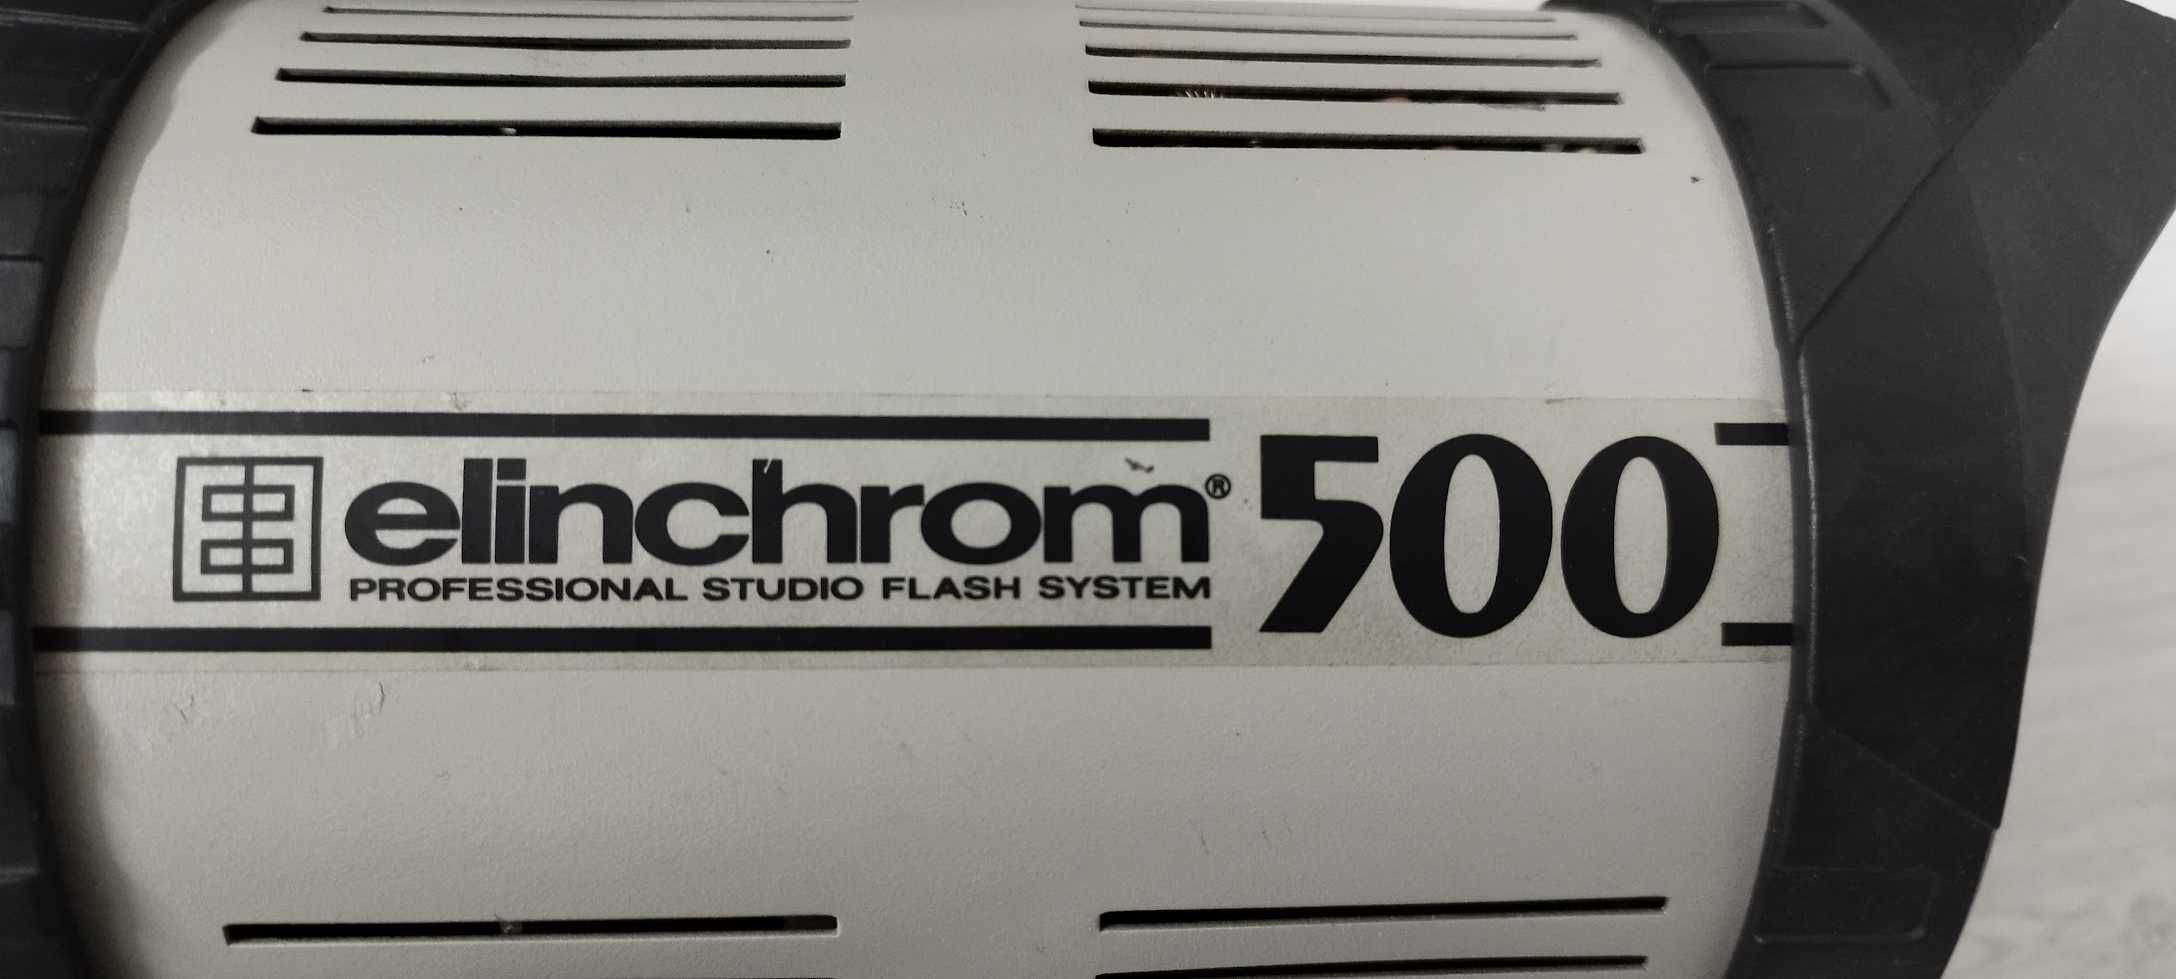 elinchrom® 500
PROFESSIONAL STUDIO FLASH SYSTEM